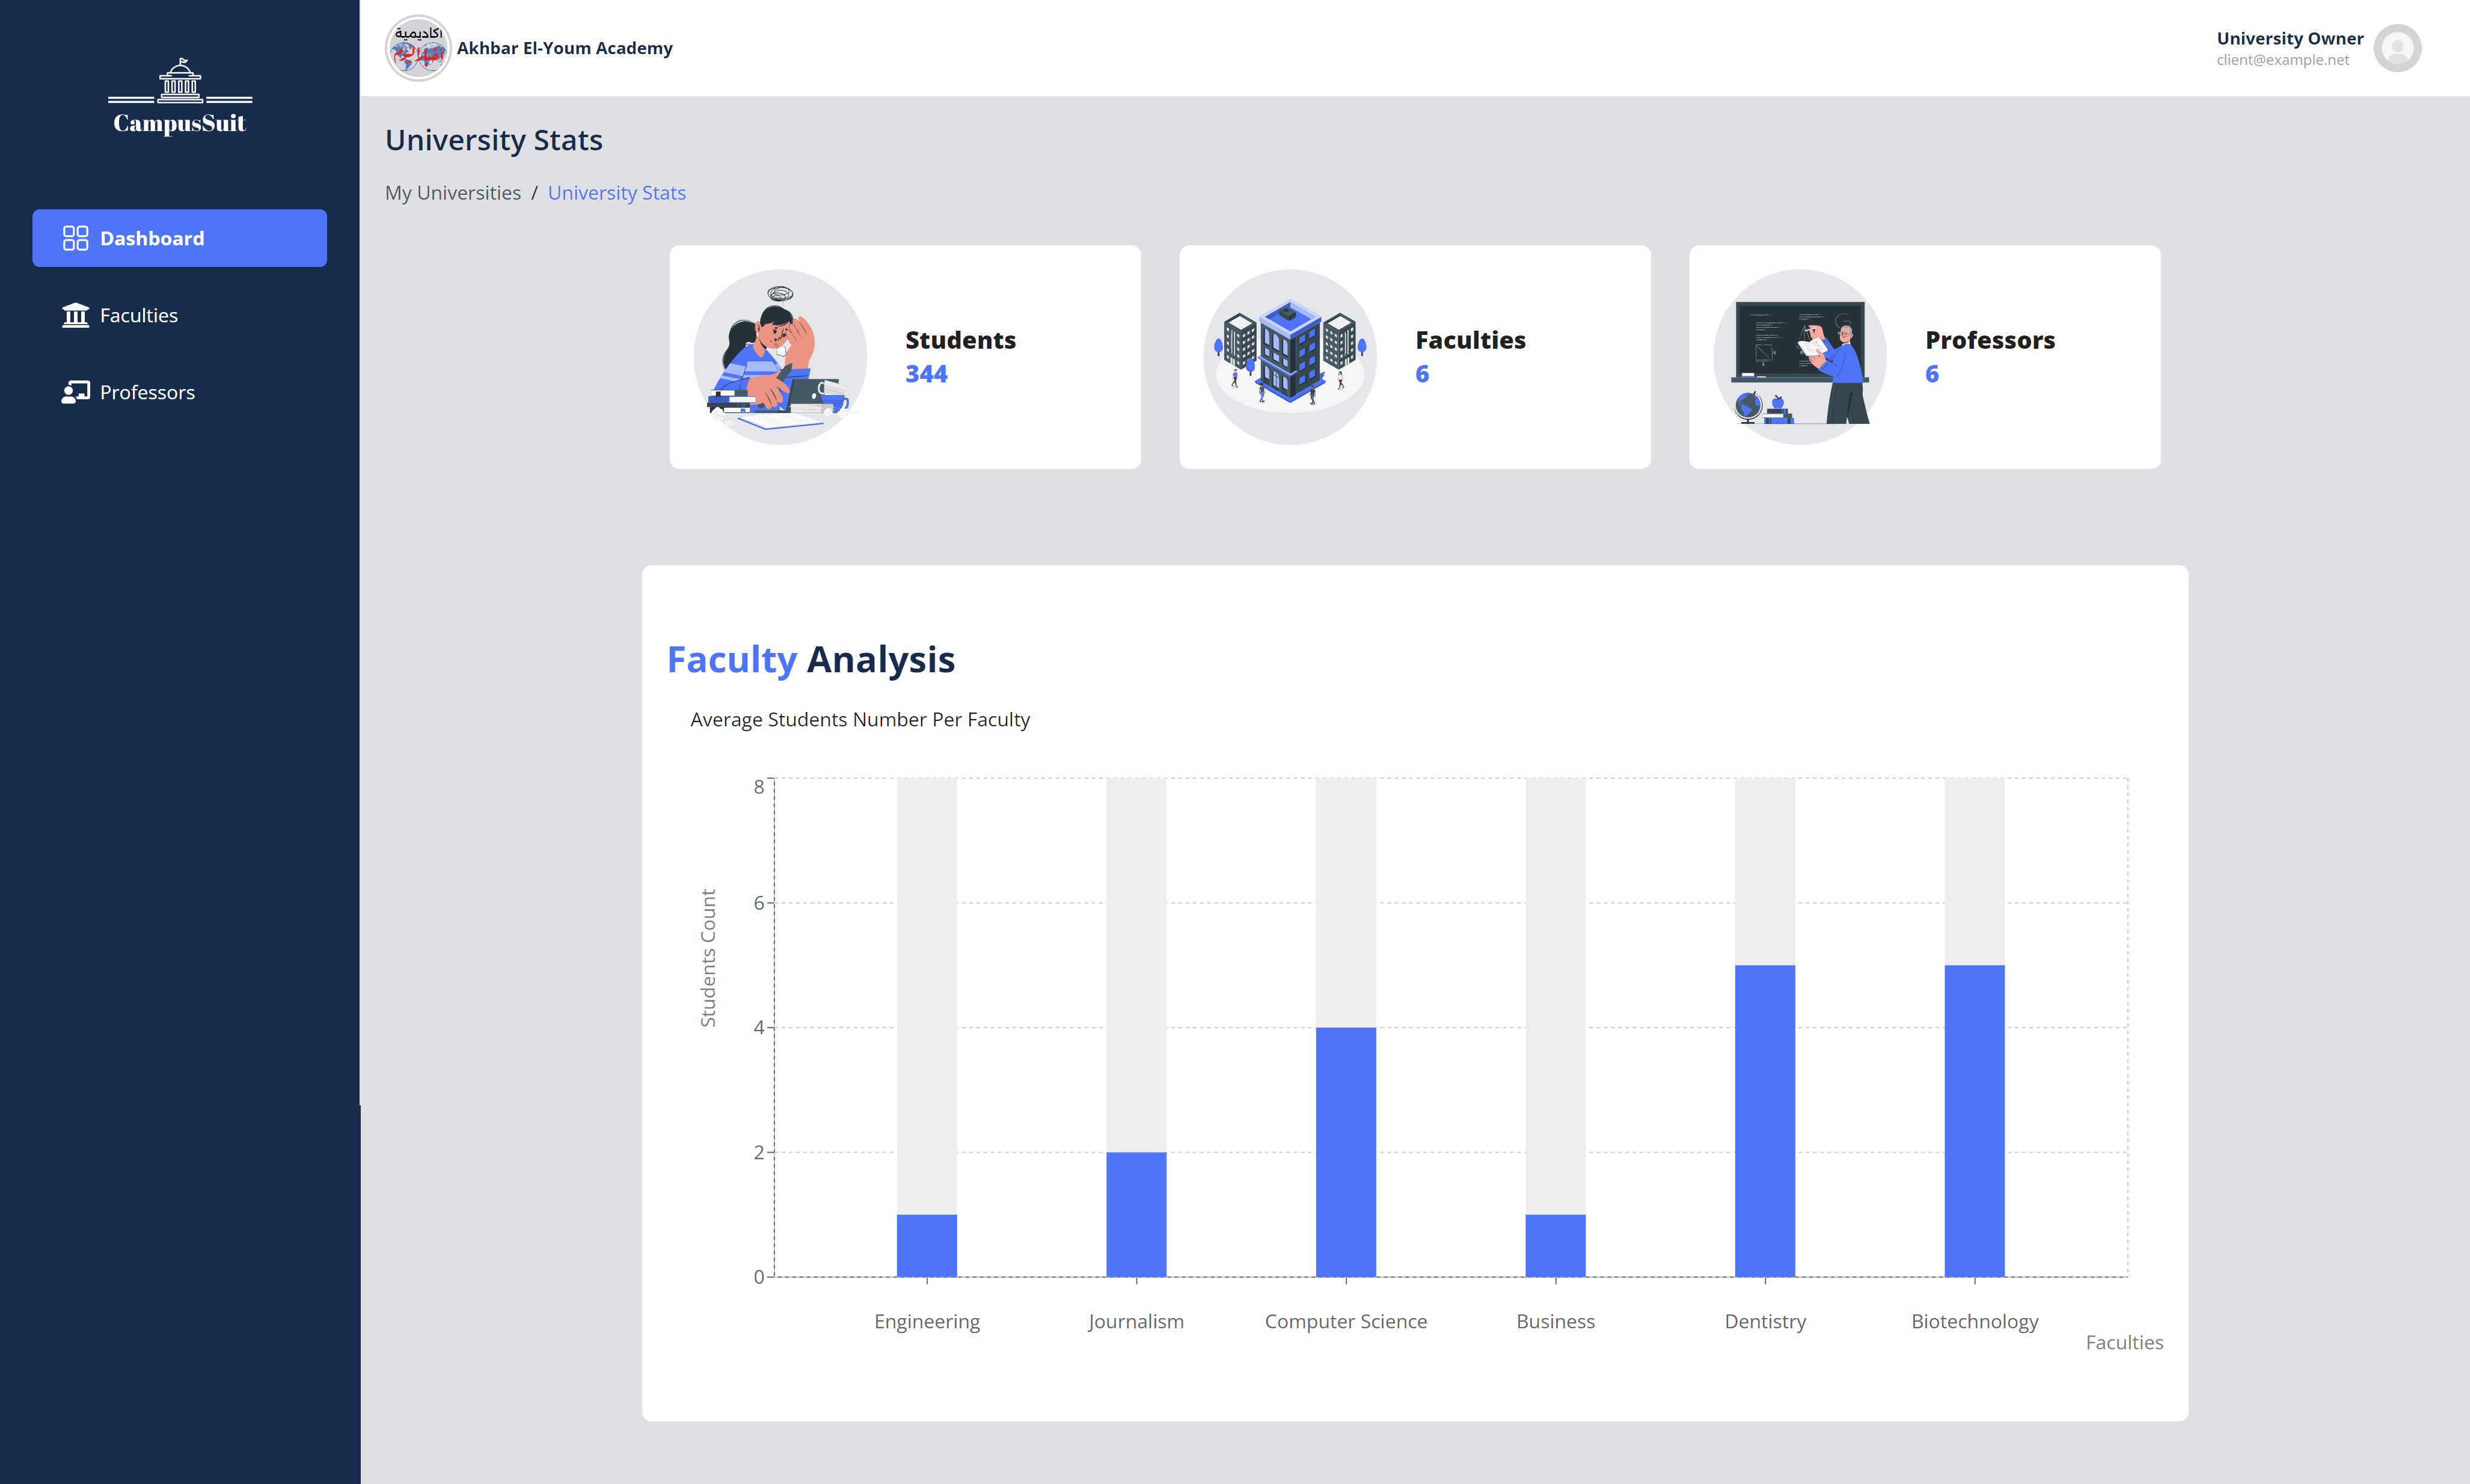 CampusSuit
Dashboard
Faculties
Professors
اكاديمية
اخبار اليوم
Akhbar El-Youm Academy
University Owner
client@example.net
University Stats
My Universities / University Stats
Students
344
Faculties
6
Professors
6
Faculty Analysis
Average Students Number Per Faculty
Students Count
8
6
4
2
0
Engineering
Journalism
Computer Science
Business
Dentistry
Biotechnology
Faculties